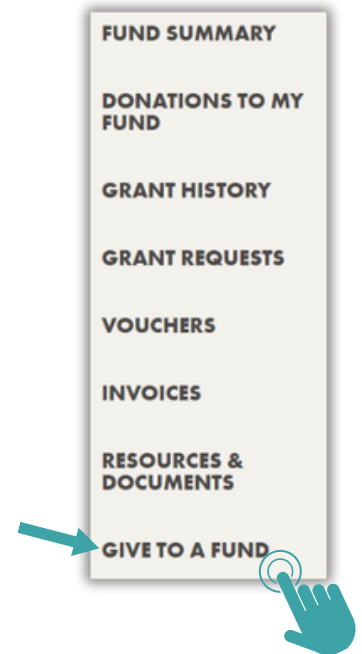 FUND SUMMARY
DONATIONS TO MY
FUND
GRANT HISTORY
GRANT REQUESTS
VOUCHERS
INVOICES
RESOURCES &
DOCUMENTS
GIVE TO A FUND